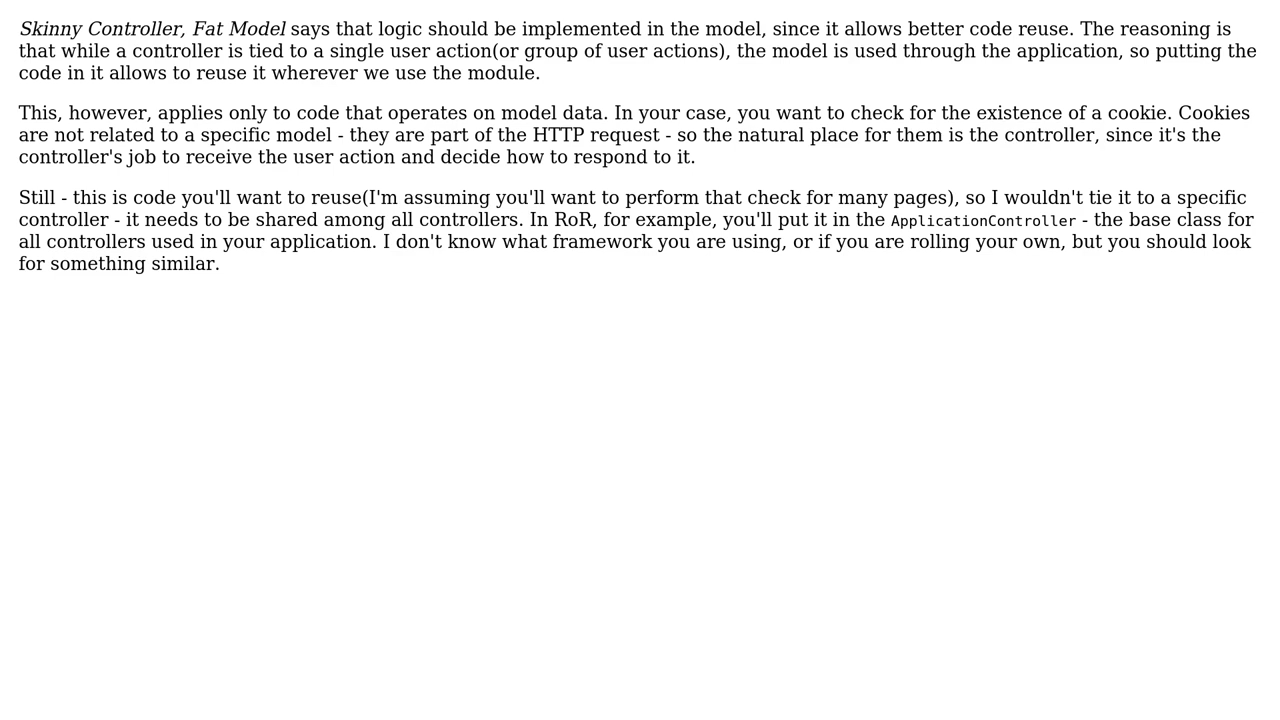 Skinny Controller, Fat Model says that logic should be implemented in the model, since it allows better code reuse. The reasoning is
that while a controller is tied to a single user action(or group of user actions), the model is used through the application, so putting the
code in it allows to reuse it wherever we use the module.
This, however, applies only to code that operates on model data. In your case, you want to check for the existence of a cookie. Cookies
are not related to a specific model - they are part of the HTTP request - so the natural place for them is the controller, since it's the
controller's job to receive the user action and decide how to respond to it.
Still - this is code you'll want to reuse(I'm assuming you'll want to perform that check for many pages), so I wouldn't tie it to a specific
controller - it needs to be shared among all controllers. In RoR, for example, you'll put it in the ApplicationController - the base class for
all controllers used in your application. I don't know what framework you are using, or if you are rolling your own, but you should look
for something similar.